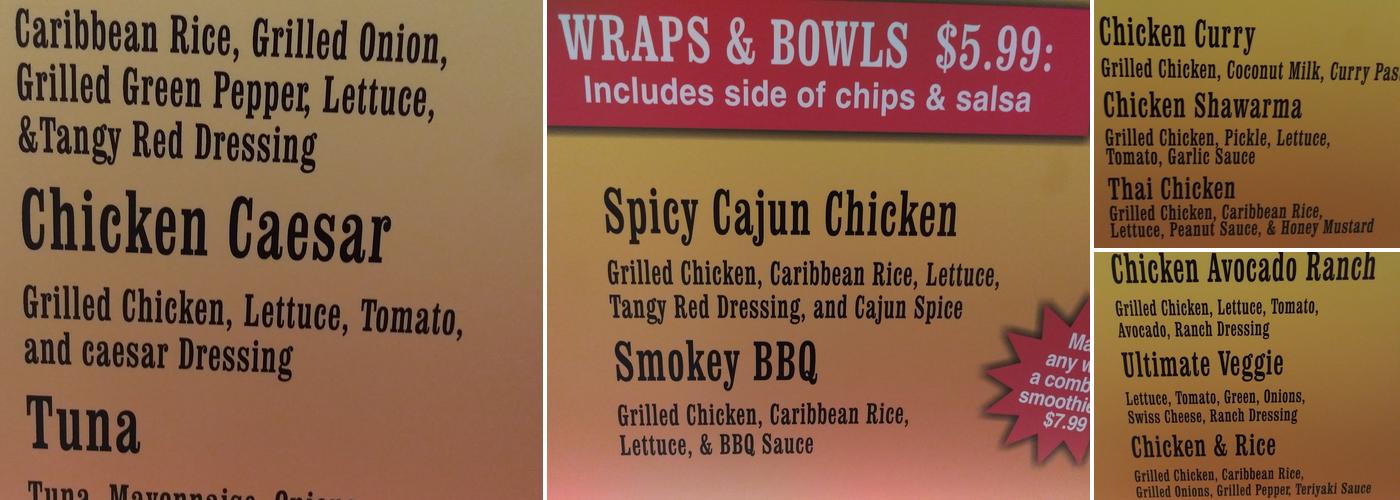 Caribbean Rice, Grilled Onion,
Grilled Green Pepper, Lettuce,
&Tangy Red Dressing
Chicken Caesar
Grilled Chicken, Lettuce, Tomato,
and caesar Dressing
Tuna
Tuna, Mayonnaise,
WRAPS & BOWLS $5.99:
Includes side of chips & salsa
Spicy Cajun Chicken
Grilled Chicken, Caribbean Rice, Lettuce,
Tangy Red Dressing, and Cajun Spice
Smokey BBQ
Grilled Chicken, Caribbean Rice,
Lettuce, & BBQ Sauce
any
a
$7.99
Chicken Curry
Grilled Chicken, Coconut Milk, Curry
Chicken Shawarma
Grilled Chicken, Pickle, Lettuce,
Tomato, Garlic Sauce
Thai Chicken
Grilled Chicken, Caribbean Rice,
Lettuce, Peanut Sauce, & Honey Mustard
Chicken Avocado Ranch
Grilled Chicken, Lettuce, Tomato,
Avocado, Ranch Dressing
Ultimate Veggie
Lettuce, Tomato, Green, Onions,
Swiss Cheese, Ranch Dressing
Chicken & Rice
Grilled Chicken, Caribbean Rice,
Grilled Onions, Grilled Pepper, Teriyaki Sauce